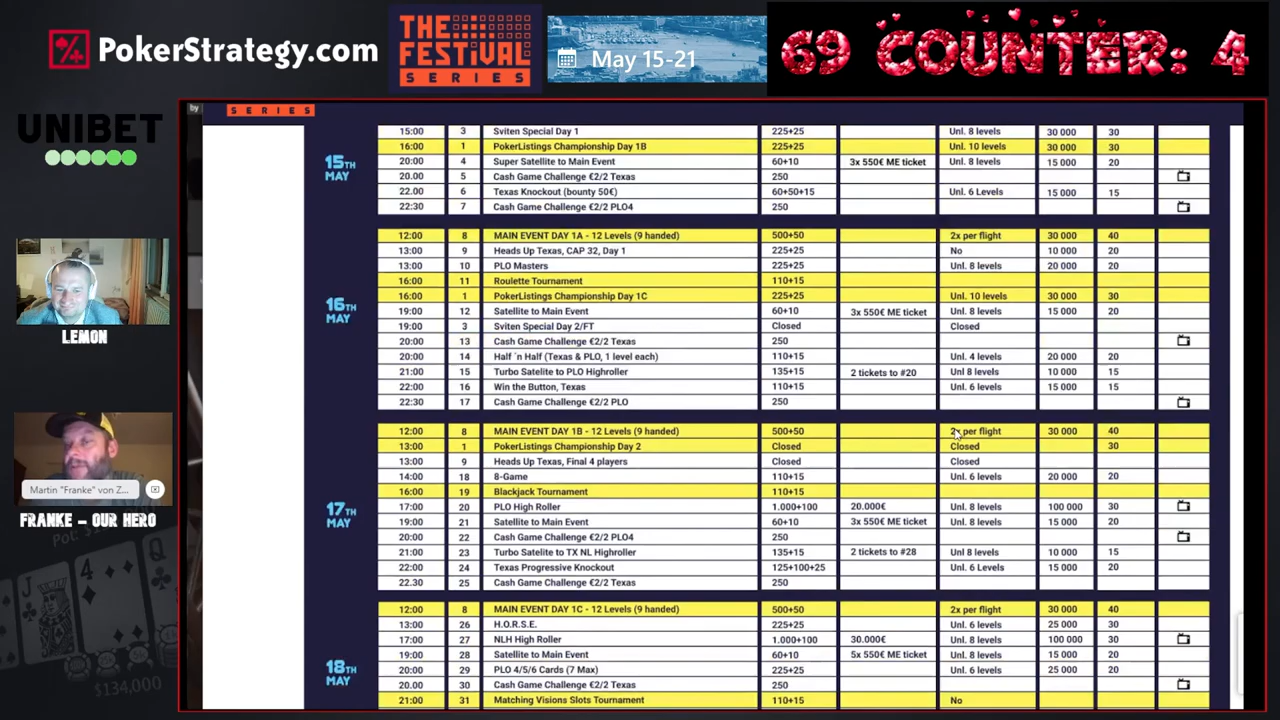 PokerStrategy.com
THE
FESTIVAL
SERIES
May 15-21
69 COUNTER: 4
UNIBET
by
SERIES
15TH
MAY
15:00 3 Sviten Special Day 1 225+25 Unl. 8 levels 30 000 30
16:00 1 PokerListings Championship Day 1B 225+25 Unl. 10 levels 30 000 30
20:00 4 Super Satellite to Main Event 60+10 3x 550€ ME ticket Unl. 8 levels 15 000 20
20.00 5 Cash Game Challenge €2/2 Texas 250
22.00 6 Texas Knockout (bounty 50€) 60+50+15 Unl. 6 Levels 15 000 15
22:30 7 Cash Game Challenge €2/2 PLO4 250
16TH
MAY
12:00 8 MAIN EVENT DAY 1A - 12 Levels (9 handed) 500+50 2x per flight 30 000 40
13:00 9 Heads Up Texas, CAP 32, Day 1 225+25 No 10 000 15
13:00 10 PLO Masters 225+25 Unl. 8 levels 20 000 20
16:00 11 Roulette Tournament 110+15
16:00 1 PokerListings Championship Day 1C 225+25 Unl. 10 levels 30 000 30
19:00 12 Satellite to Main Event 60+10 3x 550€ ME ticket Unl. 8 levels 15 000 20
19:00 3 Sviten Special Day 2/FT Closed Closed
20:00 13 Cash Game Challenge €2/2 Texas 250
20:00 14 Half ´n Half (Texas & PLO, 1 level each) 110+15 Unl. 4 levels 20 000 20
21:00 15 Turbo Satelite to PLO Highroller 135+15 2 tickets to #20 Unl 8 levels 10 000 15
22:00 16 Win the Button, Texas 110+15 Unl. 6 levels 15 000 15
22:30 17 Cash Game Challenge €2/2 PLO 250
17TH
MAY
12:00 8 MAIN EVENT DAY 1B - 12 Levels (9 handed) 500+50 2x per flight 30 000 40
13:00 1 PokerListings Championship Day 2 Closed Closed 30
13:00 9 Heads Up Texas, Final 4 players Closed Closed
14:00 18 8-Game 110+15 Unl. 6 levels 20 000 20
16:00 19 Blackjack Tournament 110+15
17:00 20 PLO High Roller 1.000+100 20.000€ Unl. 8 levels 100 000 30
19:00 21 Satellite to Main Event 60+10 3x 550€ ME ticket Unl. 8 levels 15 000 20
20:00 22 Cash Game Challenge €2/2 PLO4 250
21:00 23 Turbo Satelite to TX NL Highroller 135+15 2 tickets to #28 Unl 8 levels 10 000 15
22:00 24 Texas Progressive Knockout 125+100+25 Unl. 6 Levels 15 000 20
22.30 25 Cash Game Challenge €2/2 Texas 250
18TH
MAY
12:00 8 MAIN EVENT DAY 1C - 12 Levels (9 handed) 500+50 2x per flight 30 000 40
13:00 26 H.O.R.S.E. 225+25 Unl. 6 levels 25 000 30
17:00 27 NLH High Roller 1.000+100 30.000€ Unl. 8 levels 100 000 30
19:00 28 Satellite to Main Event 60+10 5x 550€ ME ticket Unl. 8 levels 15 000 20
20:00 29 PLO 4/5/6 Cards (7 Max) 225+25 Unl. 6 levels 25 000 20
20.00 30 Cash Game Challenge €2/2 Texas 250
21:00 31 Matching Visions Slots Tournament 110+15 No
LEMON
Martin "Franke" von Z...
FRANKE - OUR HERO
Pot:
J 4 Q
$134,000